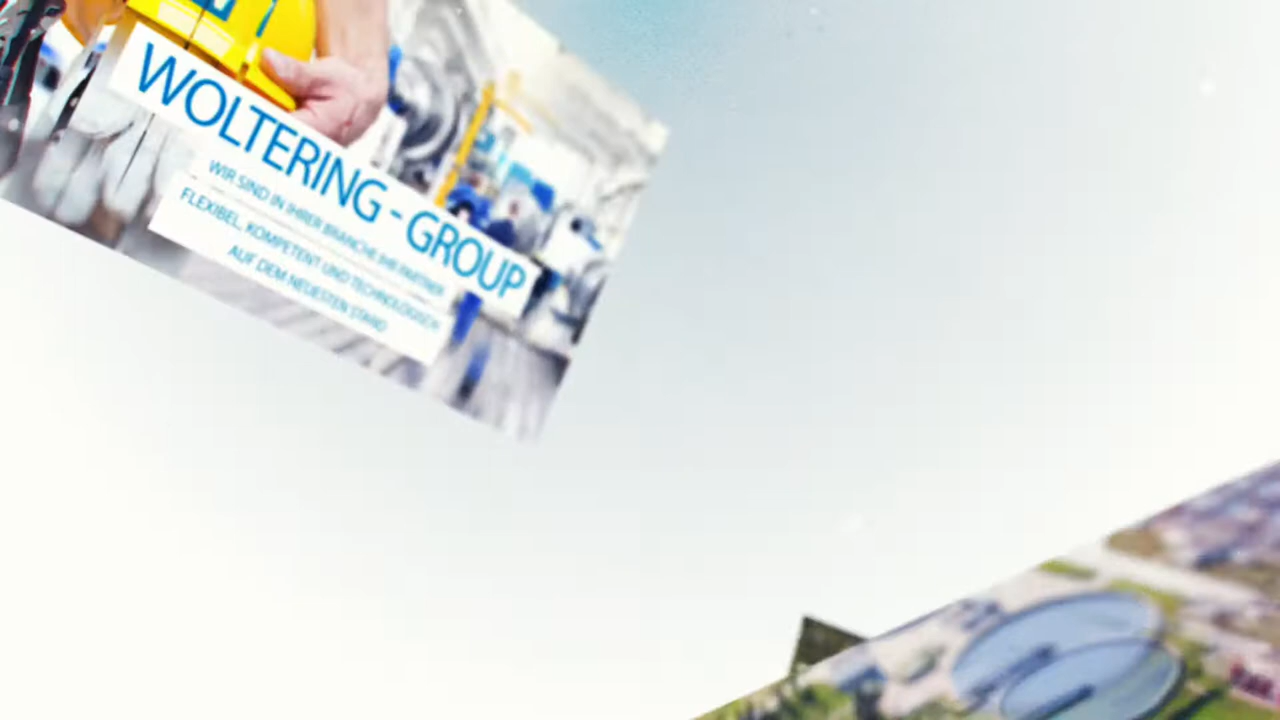 WOLTERING - GROUP
WIR SIND IN IHRER BRANCHE IHR PARTNER
FLEXIBEL, KOMPETENT UND TECHNOLOGISCH
AUF DEM NEUESTEN STAND